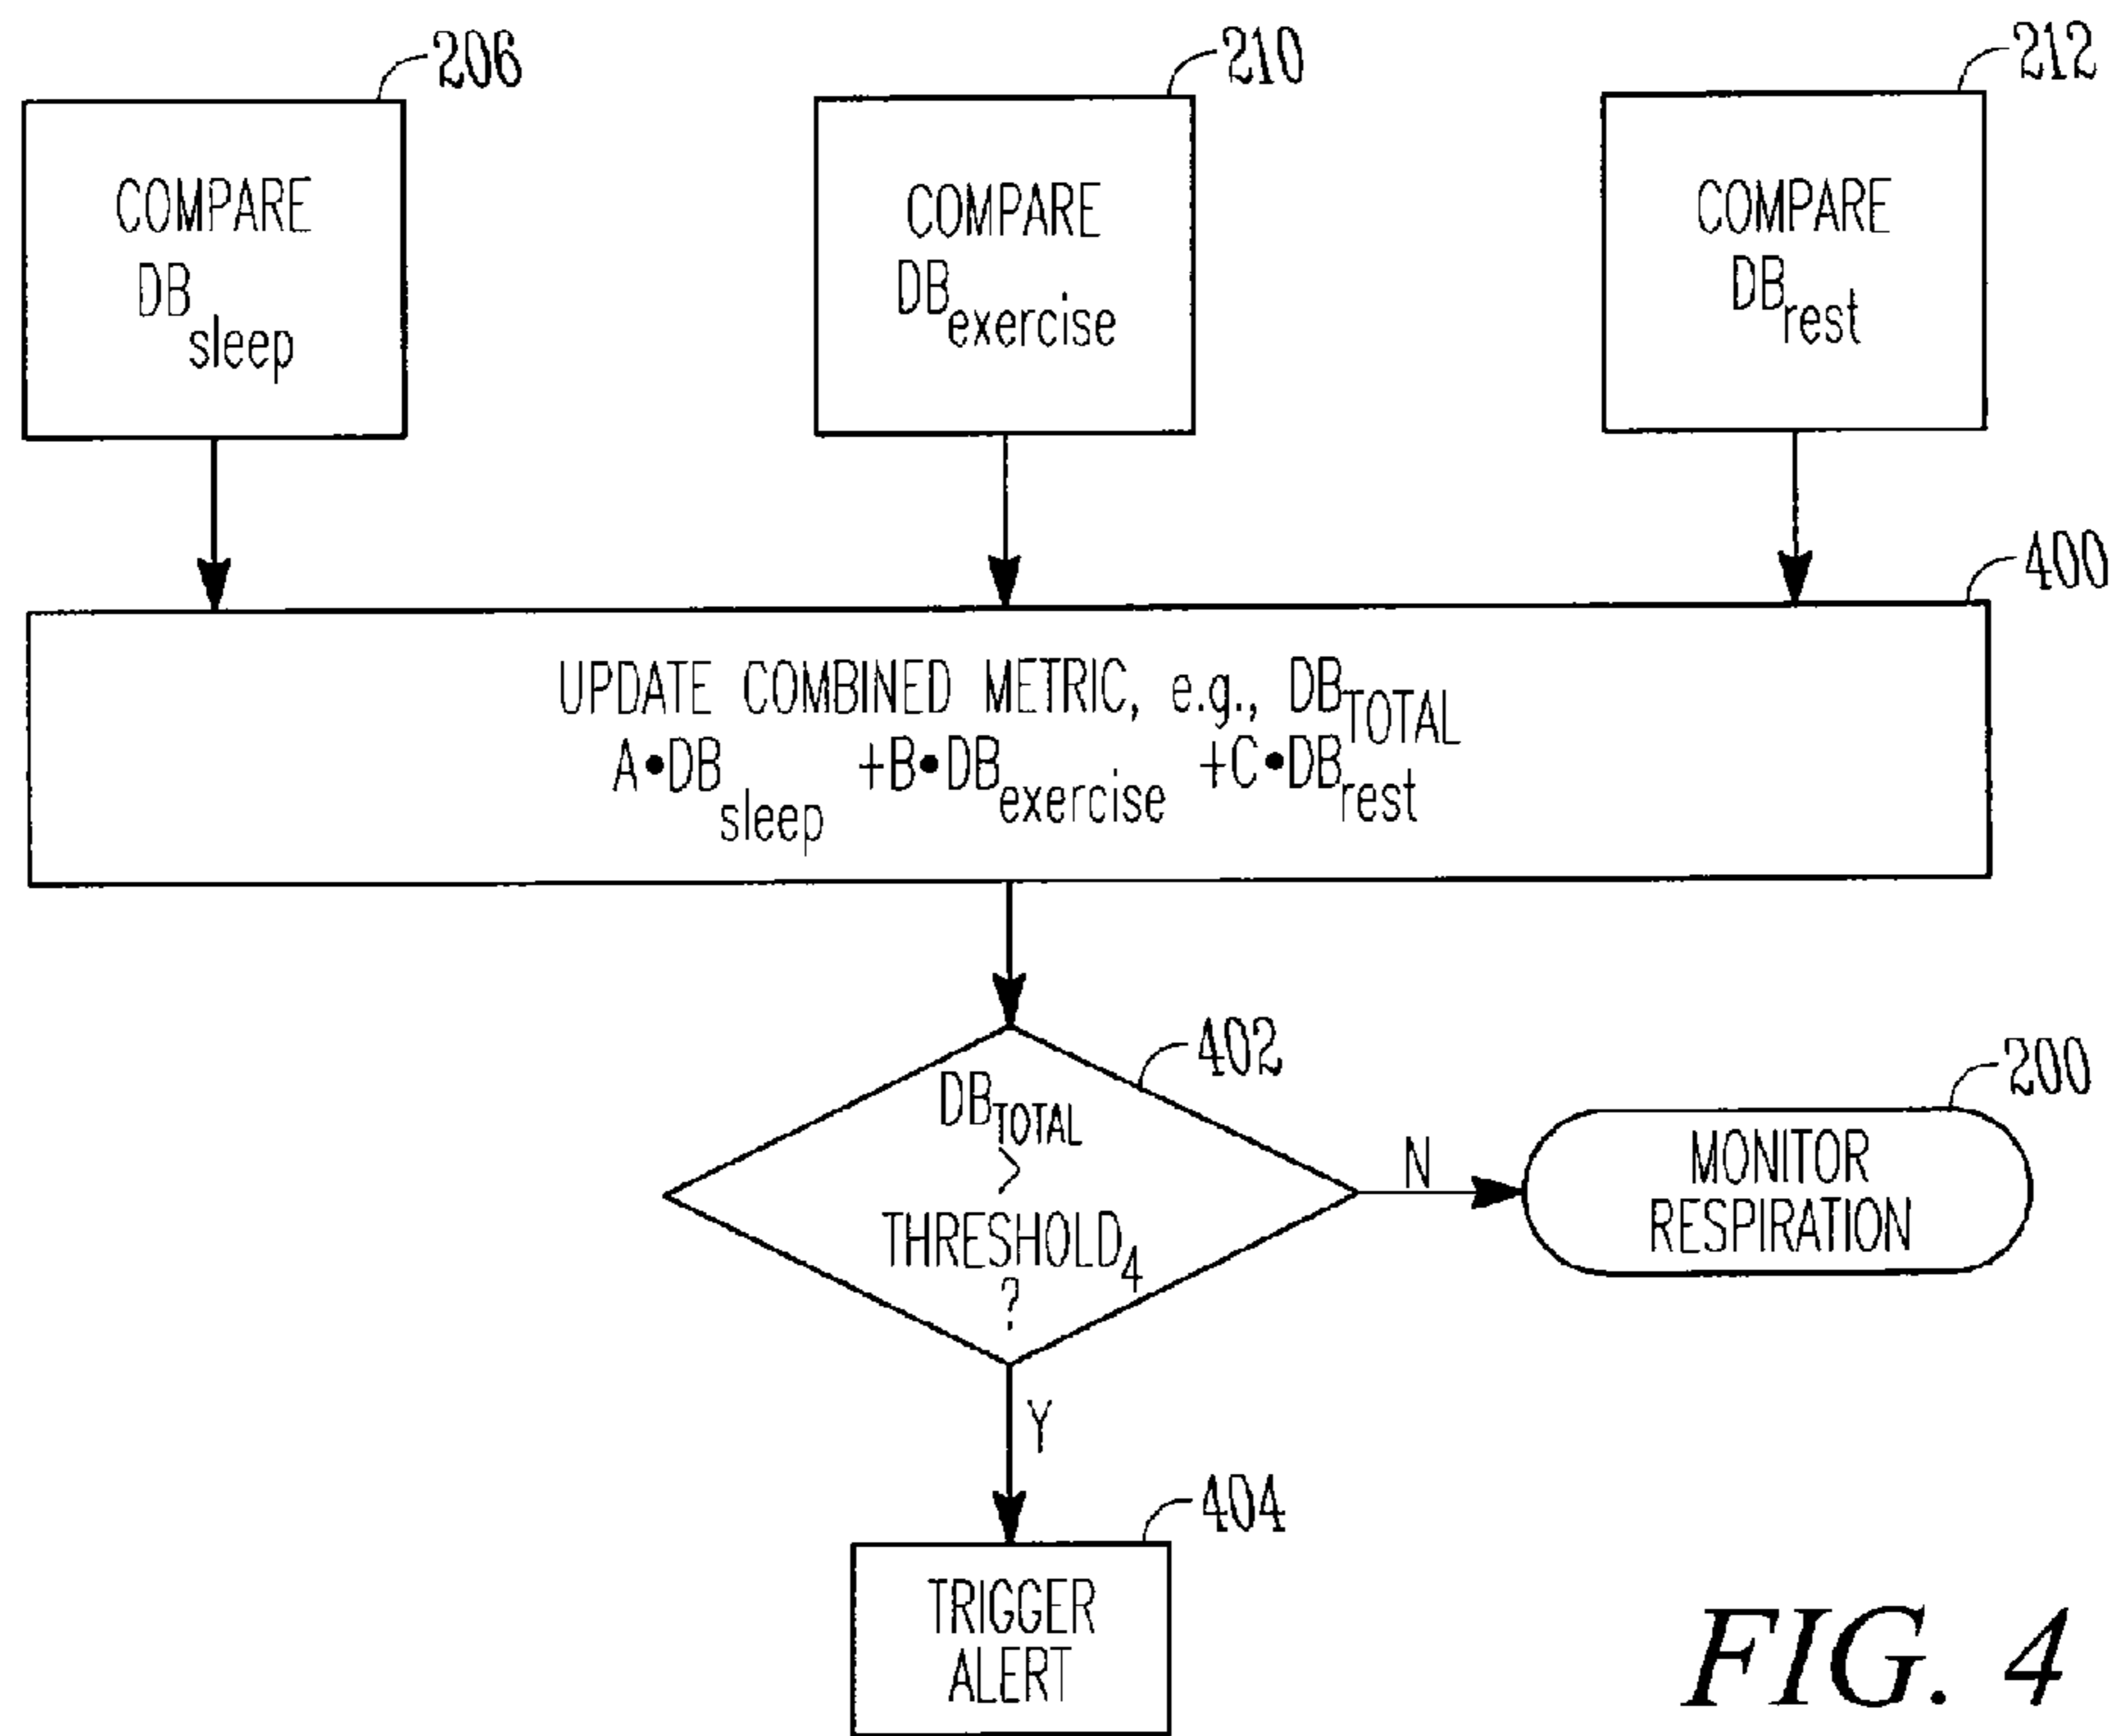 206
COMPARE
DB
sleep
210
COMPARE
DBexercise
212
COMPARE
DBrest
400
UPDATE COMBINED METRIC, e.g., DBTOTAL
A•DBsleep +B•DBexercise +C•DBrest
402
DBTOTAL
>
THRESHOLD4
?
N
200
MONITOR
RESPIRATION
Y
404
TRIGGER
ALERT
FIG. 4